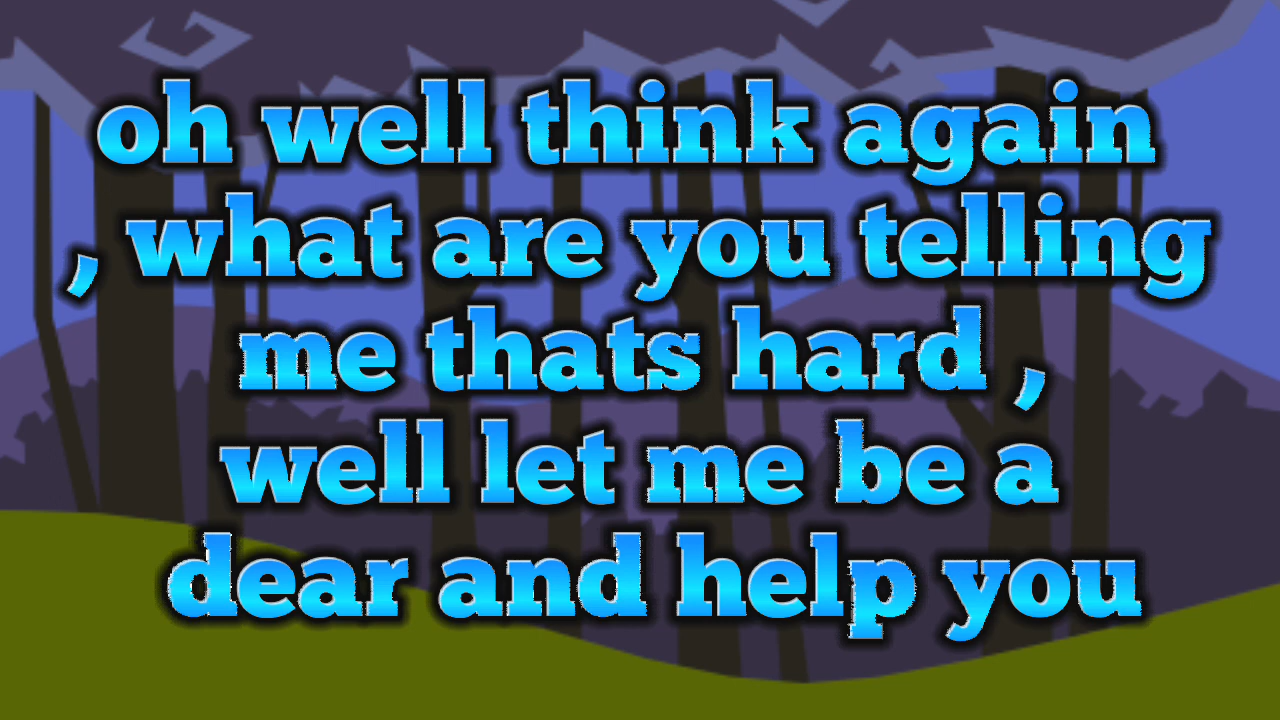 oh well think again
, what are you telling
me thats hard ,
well let me be a
dear and help you